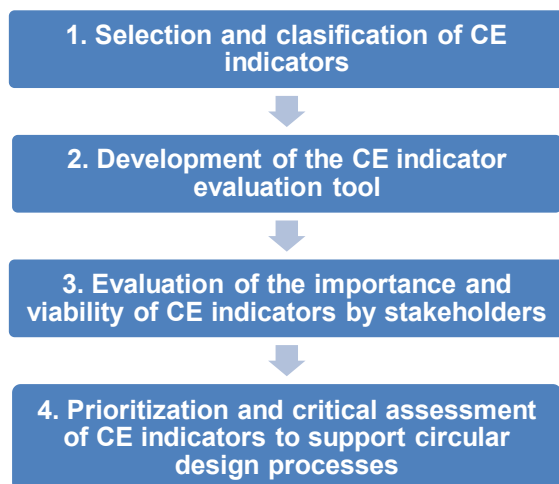 1. Selection and clasification of CE
indicators
2. Development of the CE indicator
evaluation tool
3. Evaluation of the importance and
viability of CE indicators by stakeholders
4. Prioritization and critical assessment
of CE indicators to support circular
design processes